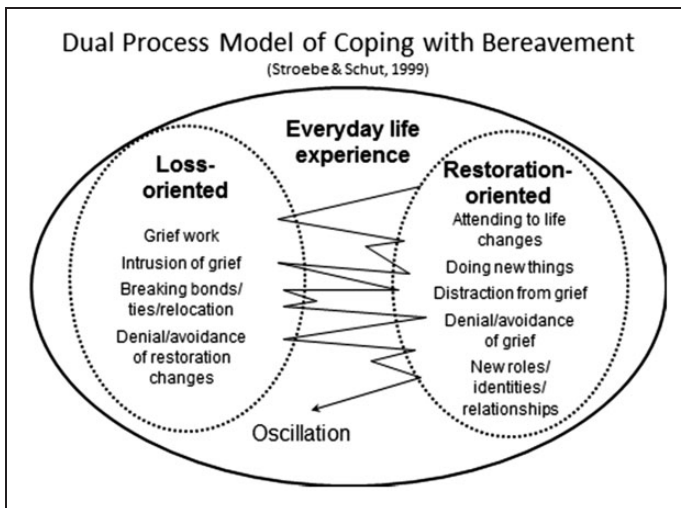 Dual Process Model of Coping with Bereavement
(Stroebe & Schut, 1999)
Everyday life
experience
Loss-
oriented
Grief work
Intrusion of grief
Breaking bonds/
ties/relocation
Denial/avoidance
of restoration
changes
Restoration-
oriented
Attending to life
changes
Doing new things
Distraction from grief
Denial/avoidance
of grief
New roles/
identities/
relationships
Oscillation